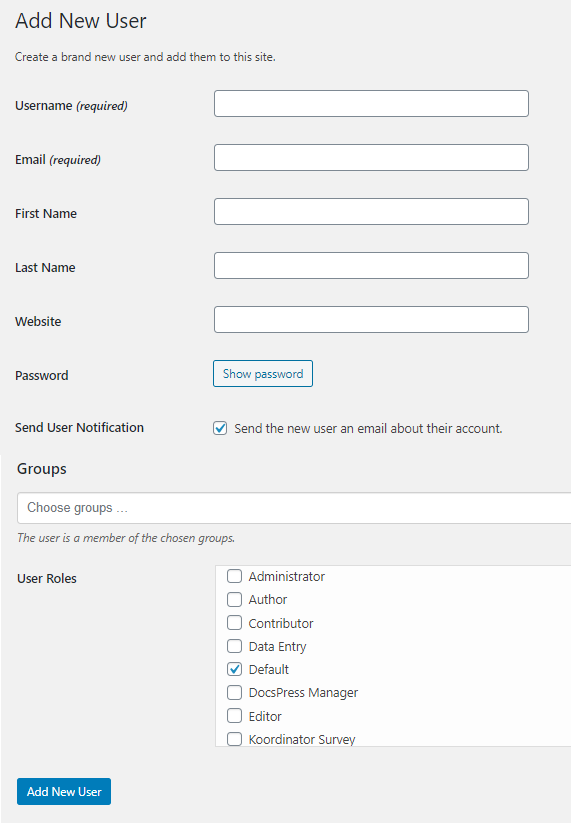 Add New User
Create a brand new user and add them to this site.
Username (required)
Email (required)
First Name
Last Name
Website
Password Show password
Send User Notification Send the new user an email about their account.
Groups
Choose groups ...
The user is a member of the chosen groups.
User Roles Administrator
Author
Contributor
Data Entry
Default
DocsPress Manager
Editor
Koordinator Survey
Add New User